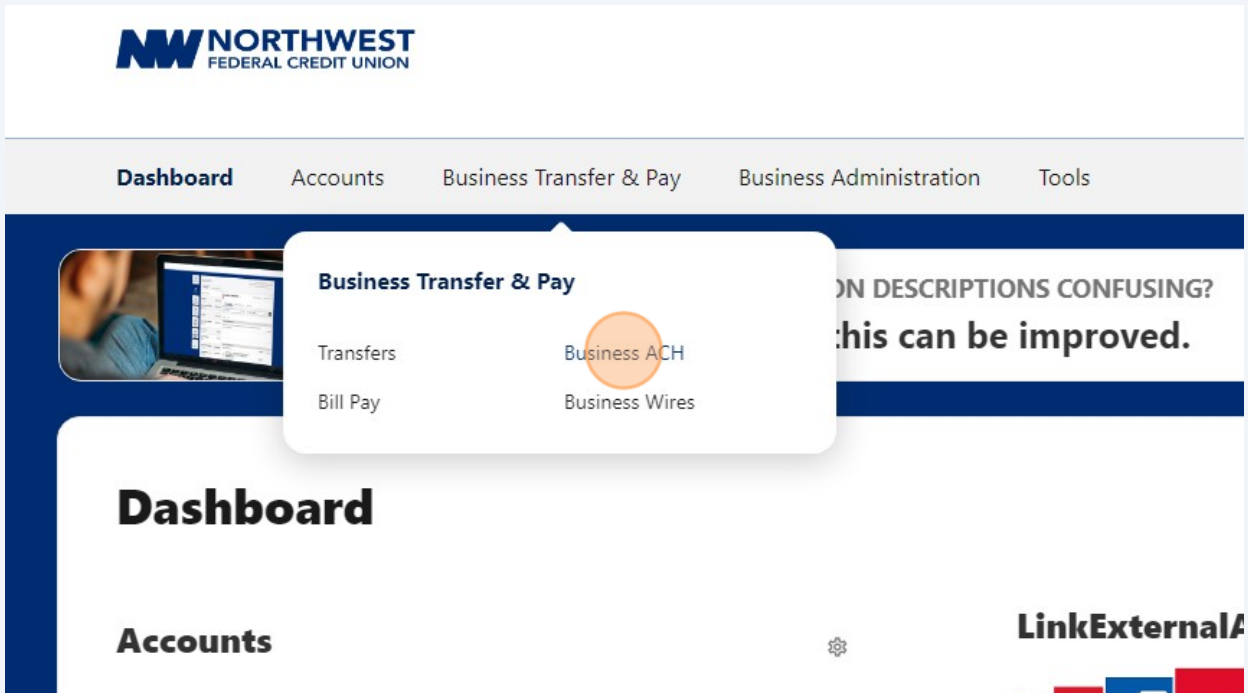 NW NORTHWEST
FEDERAL CREDIT UNION
Dashboard Accounts Business Transfer & Pay Business Administration Tools
Business Transfer & Pay
ON DESCRIPTIONS CONFUSING?
this can be improved.
Transfers Business ACH
Bill Pay Business Wires
Dashboard
Accounts
LinkExternalA